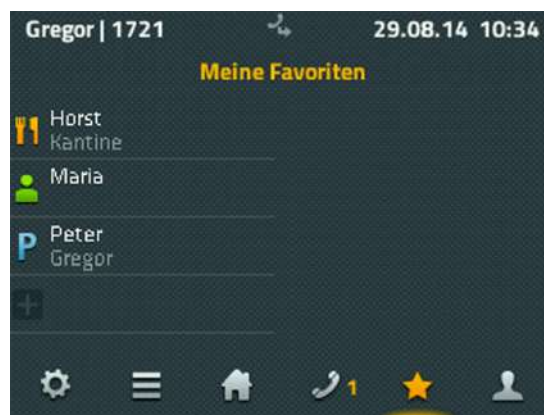 Gregor | 1721 29.08.14 10:34
Meine Favoriten
Horst
Kantine
Maria
P Peter
Gregor
1